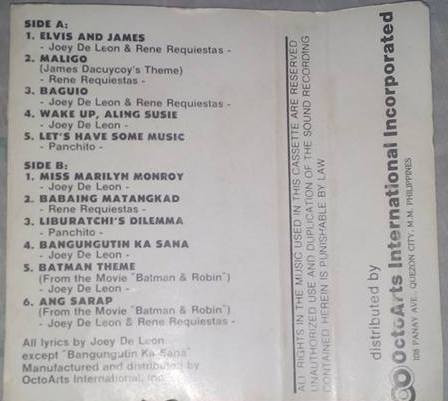 SIDE A:
1. ELVIS AND JAMES
- Joey De Leon & Rene Requiestas -
2. MALIGO
(James Dacuycoy's Theme)
- Rene Requiestas -
3. BAGUIO
- Joey De Leon & Rene Requiestas -
4. WAKE UP, ALING SUSIE
- Joey De Leon -
5. LET'S HAVE SOME MUSIC
- Panchito -
SIDE B:
1. MISS MARILYN MONROY
- Joey De Leon -
2. BABAING MATANGKAD
- Rene Requiestas -
3. LIBURATCHI'S DILEMMA
- Panchito -
4. BANGUNGUTIN KA SANA
- Joey De Leon -
5. BATMAN THEME
(From the Movie "Batman & Robin")
- Joey De Leon -
6. ANG SARAP
(From the Movie "Batman & Robin")
- Joey De Leon & Rene Requiestas -
All lyrics by Joey De Leon
except "Bangungutin Ka Sana"
Manufactured and distributed by
OctoArts International, Inc.
ALL RIGHTS IN THE MUSIC USED IN THIS CASSETTE ARE RESERVED
UNAUTHORIZED USE AND DUPLICATION OF THE SOUND RECORDING
CONTAINED HEREIN IS PUNISHABLE BY LAW
distributed by
OctoArts International Incorporated
1108 PANAY AVE., QUEZON CITY, M.M. PHILIPPINES